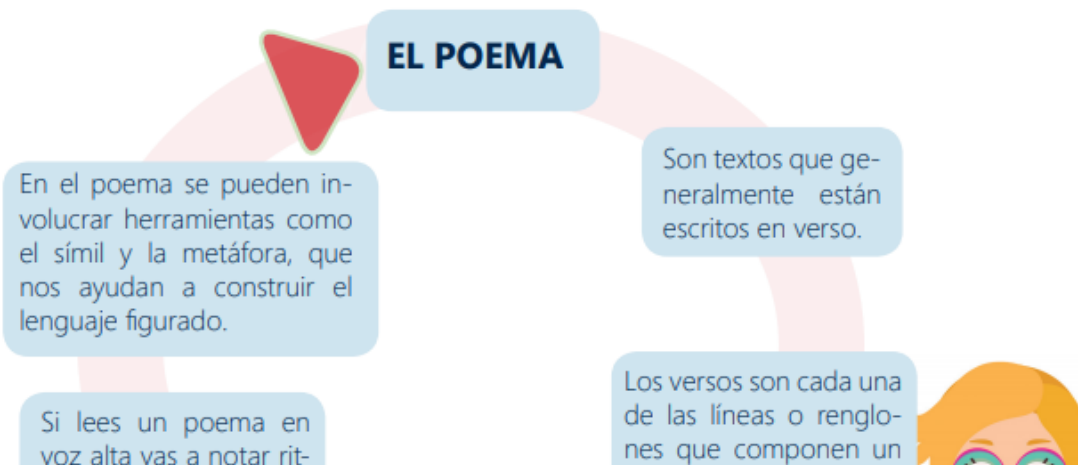 EL POEMA
Son textos que ge-
neralmente están
escritos en verso.
Los versos son cada una
de las líneas o renglo-
nes que componen un
En el poema se pueden in-
volucrar herramientas como
el símil y la metáfora, que
nos ayudan a construir el
lenguaje figurado.
Si lees un poema en
voz alta vas a notar rit-